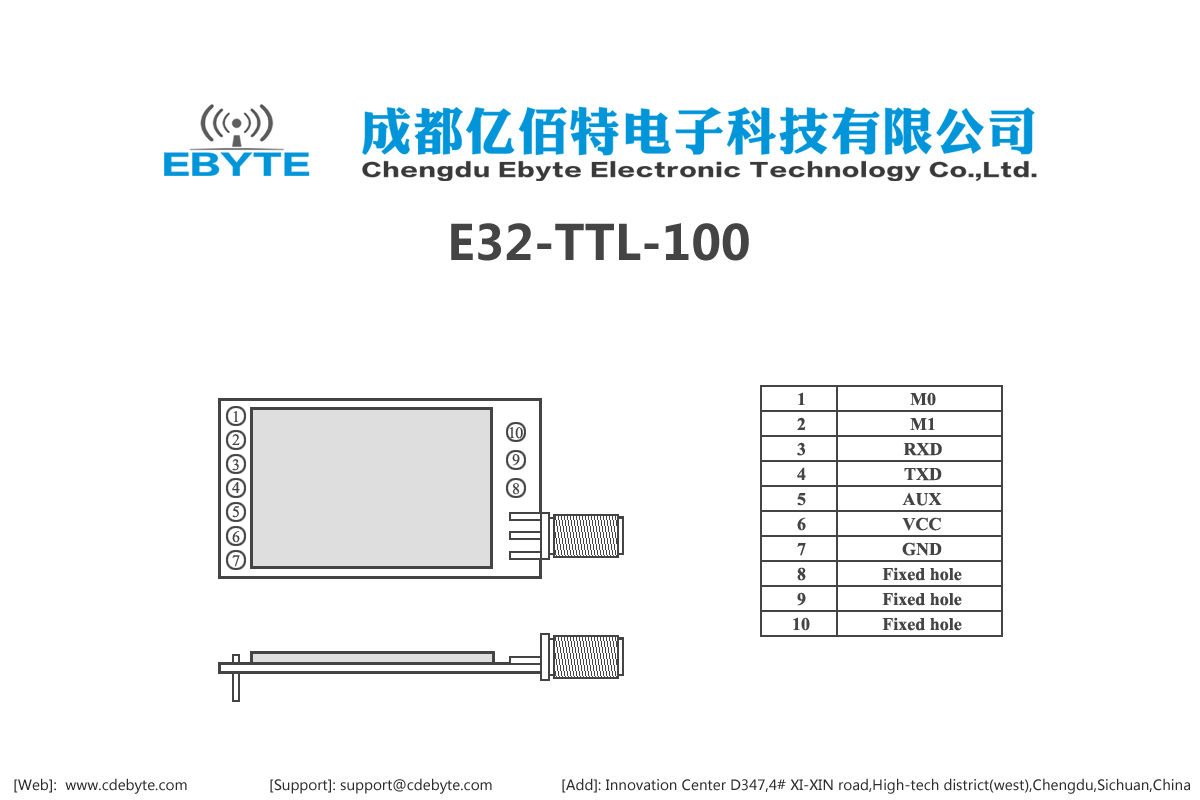 EBYTE
成都亿佰特电子科技有限公司
Chengdu Ebyte Electronic Technology Co.,Ltd.
E32-TTL-100
1
2
3
4
5
6
7
10
9
8
1 M0
2 M1
3 RXD
4 TXD
5 AUX
6 VCC
7 GND
8 Fixed hole
9 Fixed hole
10 Fixed hole
[Web]: www.cdebyte.com [Support]: support@cdebyte.com [Add]: Innovation Center D347,4# XI-XIN road,High-tech district(west),Chengdu,Sichuan,China